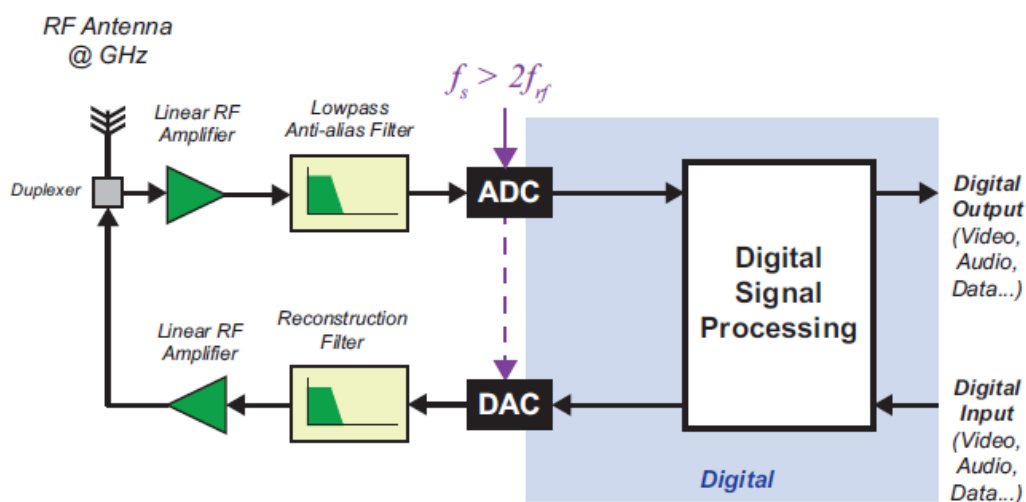 RF Antenna
@ GHz
Linear RF
Amplifier
Lowpass
Anti-alias Filter
fs > 2frf
Duplexer
ADC
Digital
Signal
Processing
Digital
Output
(Video,
Audio,
Data...)
Linear RF
Amplifier
Reconstruction
Filter
DAC
Digital
Input
(Video,
Audio,
Data...)
Digital